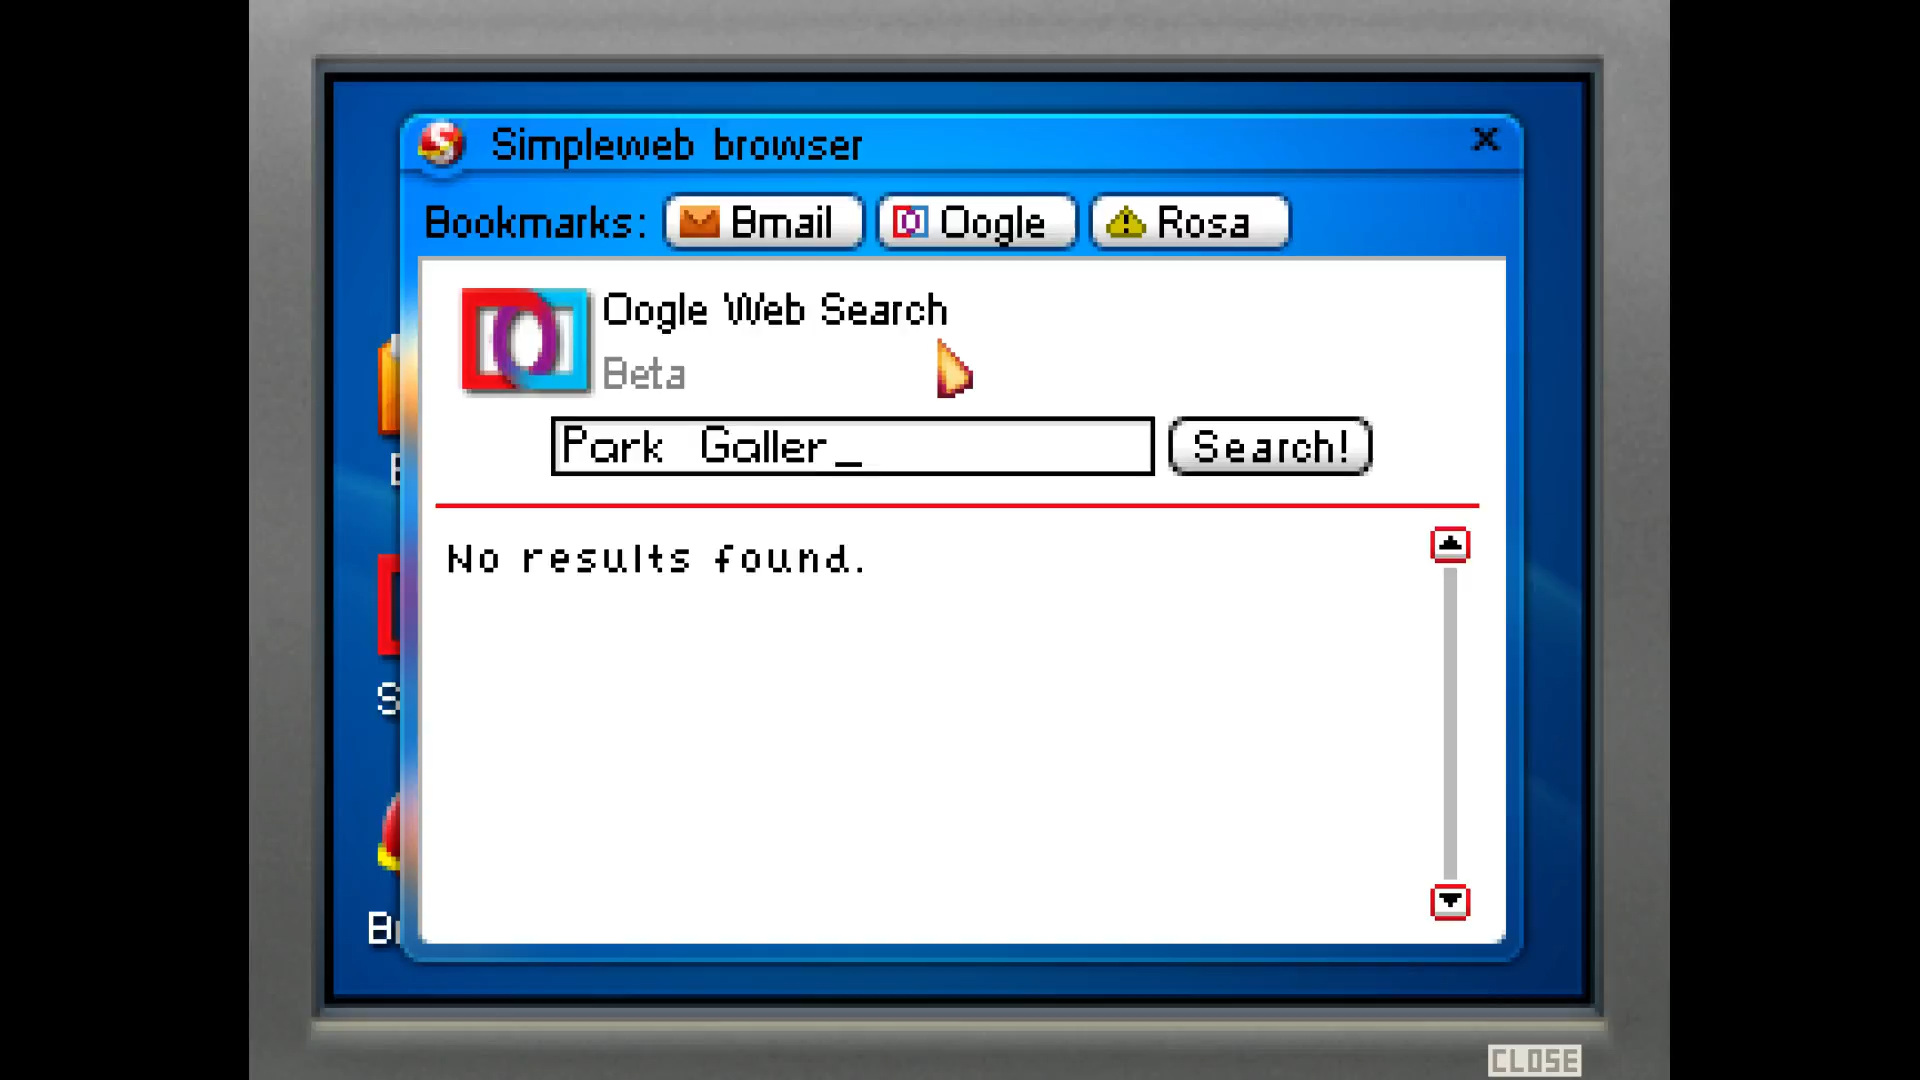 Simpleweb browser
Bookmarks: Bmail Oogle Rosa
Oogle Web Search
Beta
Park Galler_
Search!
No results found.
CLOSE